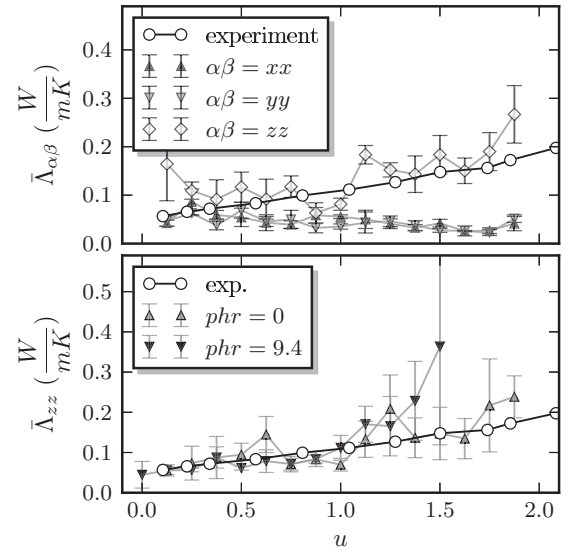 0.4
0.3
0.2
0.1
0.0
Λ̄αβ (W/mK)
experiment
αβ = xx
αβ = yy
αβ = zz
0.5
0.4
0.3
0.2
0.1
0.0
Λ̄zz (W/mK)
exp.
phr = 0
phr = 9.4
0.0 0.5 1.0 1.5 2.0
u